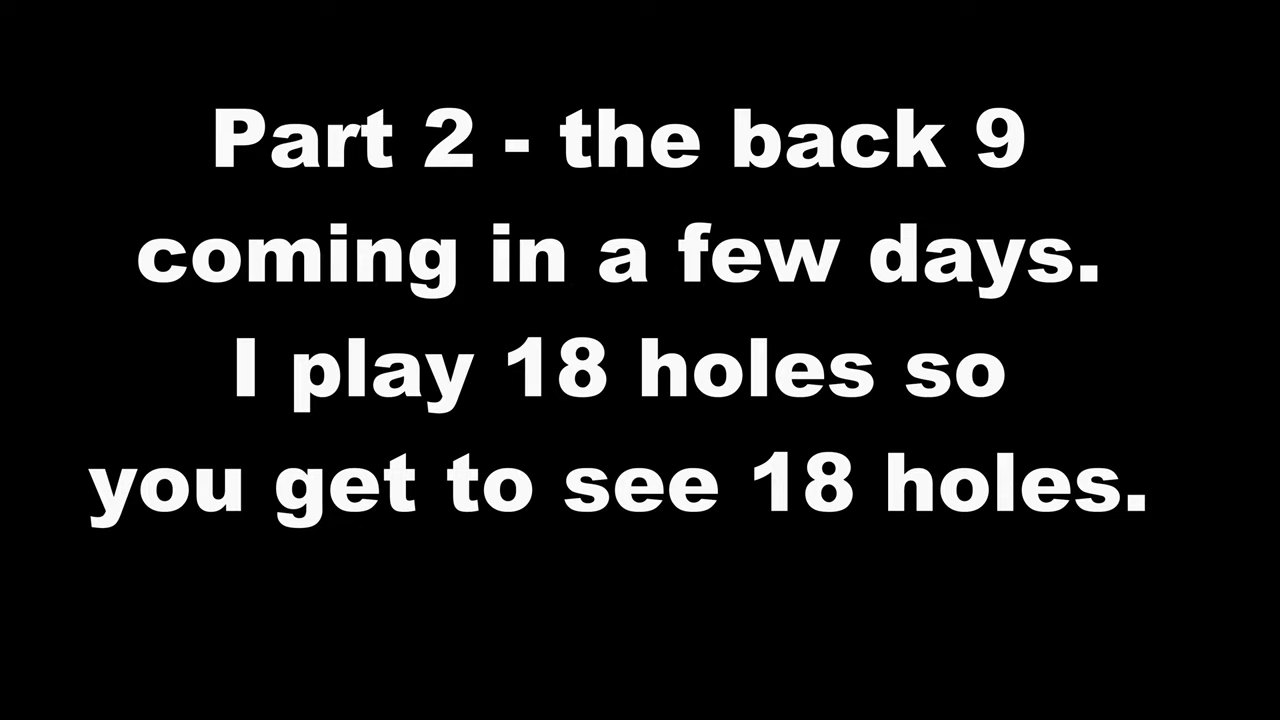 Part 2 - the back 9
coming in a few days.
I play 18 holes so
you get to see 18 holes.